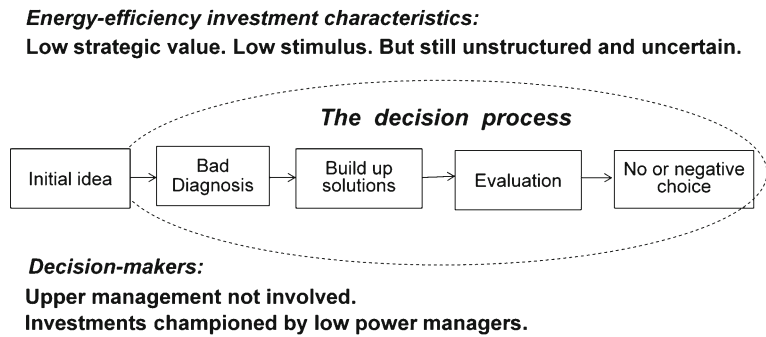 Energy-efficiency investment characteristics:
Low strategic value. Low stimulus. But still unstructured and uncertain.
The decision process
Initial idea
Bad
Diagnosis
Build up
solutions
Evaluation
No or negative
choice
Decision-makers:
Upper management not involved.
Investments championed by low power managers.